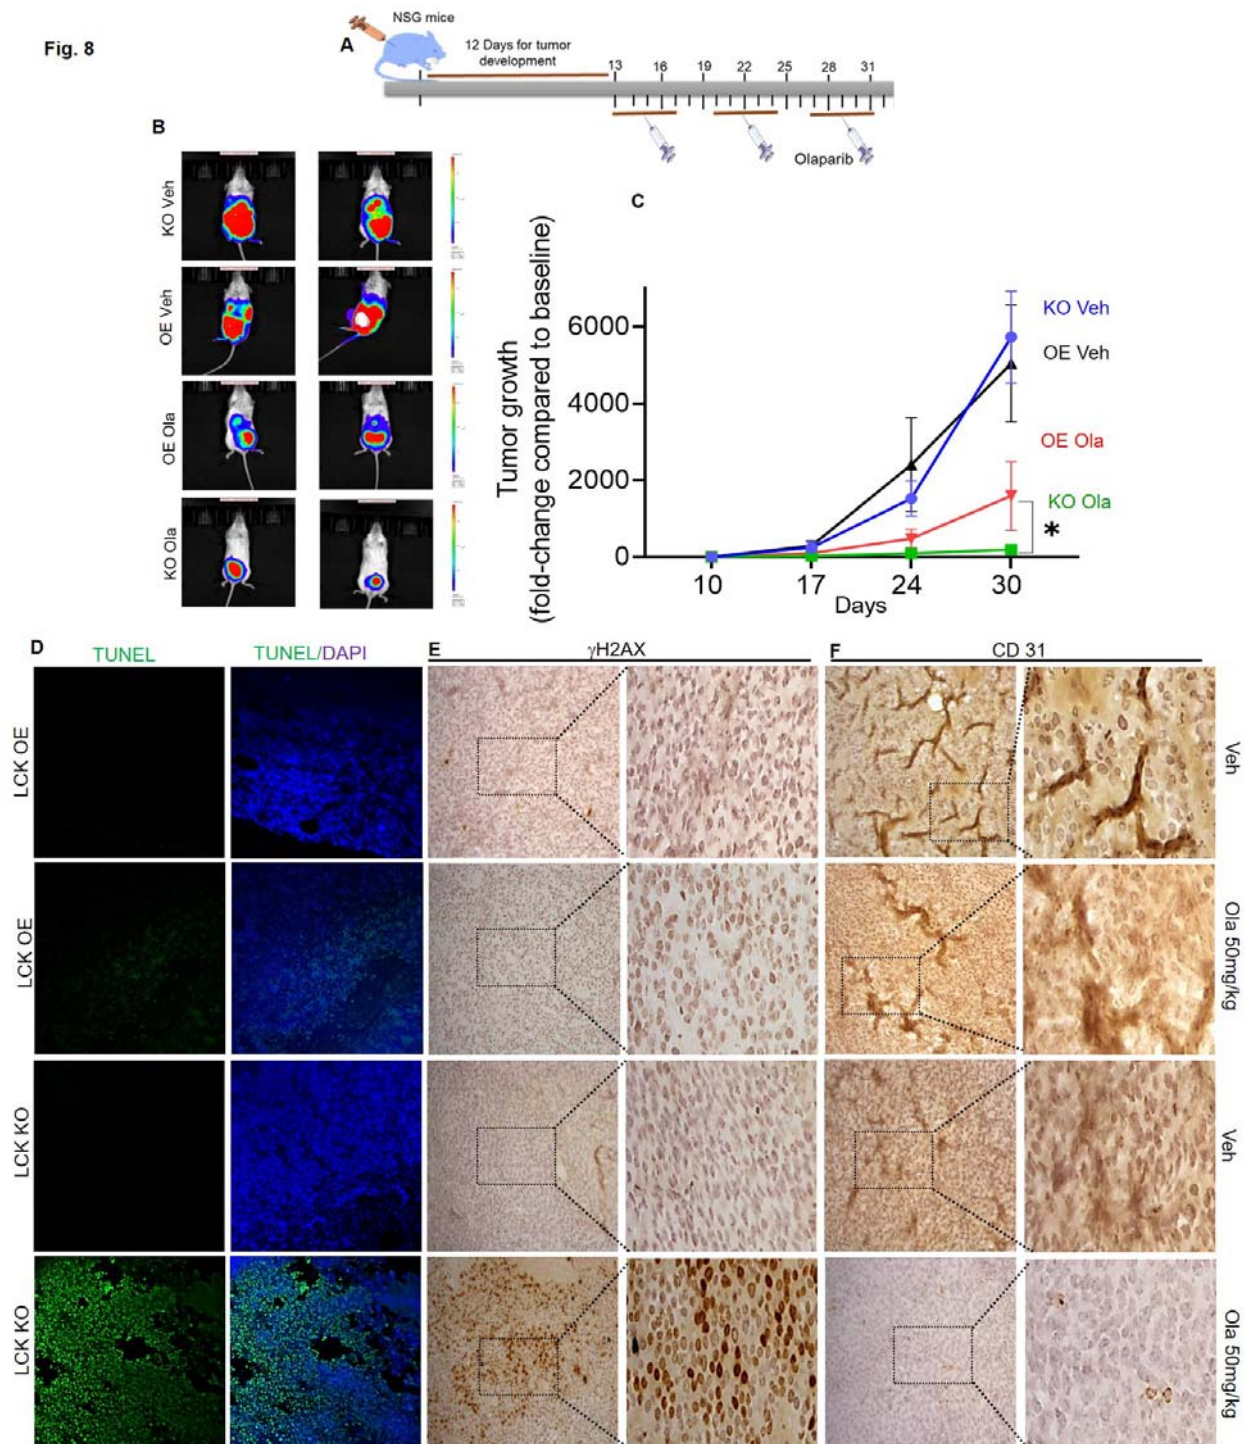 Fig. 8
A
NSG mice
12 Days for tumor
development
13 16 19 22 25 28 31
Olaparib
B
KO Veh
OE Veh
OE Ola
KO Ola
C
Tumor growth
(fold-change compared to baseline)
6000
4000
2000
0
10 17 24 30
Days
KO Veh
OE Veh
OE Ola
KO Ola
*
D
TUNEL
TUNEL/DAPI
E
γH2AX
F
CD 31
LCK OE
Veh
LCK OE
Ola 50mg/kg
LCK KO
Veh
LCK KO
Ola 50mg/kg